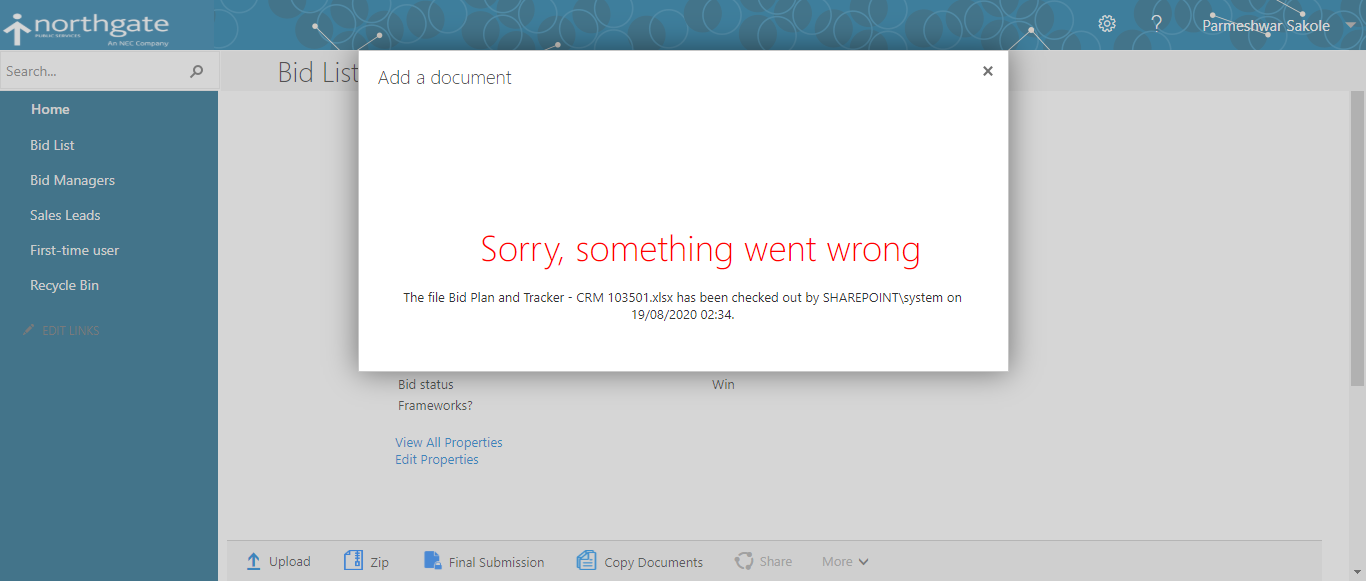 northgate
PUBLIC SERVICES
An NEC Company
?
Parmeshwar Sakole
Search...
Bid List
Add a document
Home
Bid List
Bid Managers
Sales Leads
First-time user
Recycle Bin
EDIT LINKS
Sorry, something went wrong
The file Bid Plan and Tracker - CRM 103501.xlsx has been checked out by SHAREPOINT\system on
19/08/2020 02:34.
Bid status Win
Frameworks?
View All Properties
Edit Properties
Upload Zip Final Submission Copy Documents Share More